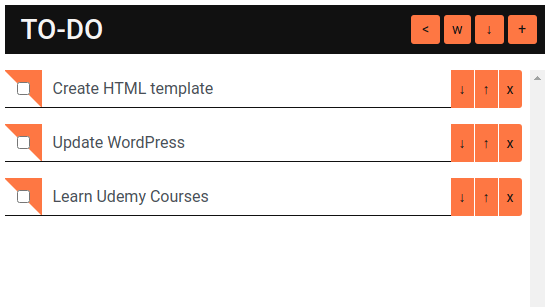 TO-DO < w ↓ +
Create HTML template ↓ ↑ x
Update WordPress ↓ ↑ x
Learn Udemy Courses ↓ ↑ x